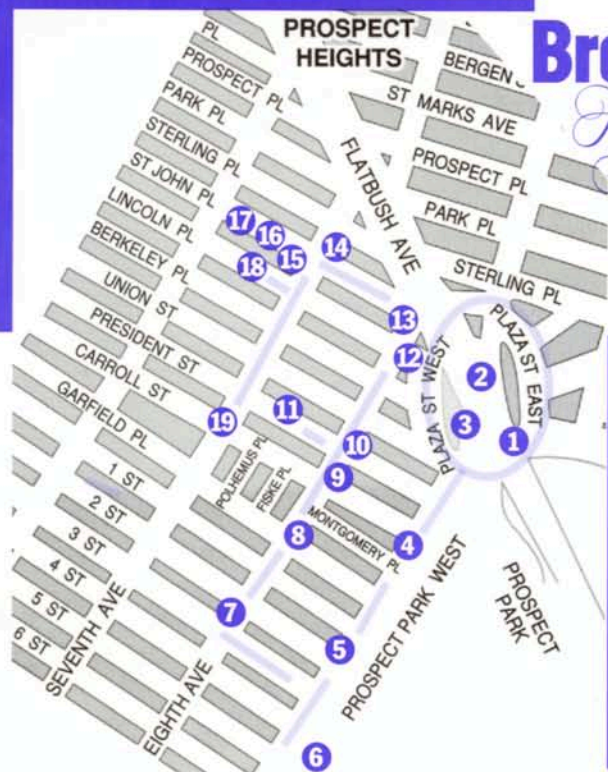 PROSPECT
HEIGHTS
PL
PROSPECT PL
PARK PL
STERLING PL
ST JOHN PL
LINCOLN PL
BERKELEY PL
UNION ST
PRESIDENT ST
CARROLL ST
GARFIELD PL
1 ST
2 ST
3 ST
4 ST
5 ST
6 ST
SEVENTH AVE
EIGHTH AVE
POLHEMUS PL
FISKE PL
MONTGOMERY PL
PROSPECT PARK WEST
PROSPECT
PARK
FLATBUSH AVE
BERGEN
ST MARKS AVE
PROSPECT PL
PARK PL
STERLING PL
PLAZA ST WEST
PLAZA ST EAST
17
16
15
14
18
13
12
2
3
1
19
11
10
9
8
4
7
5
6